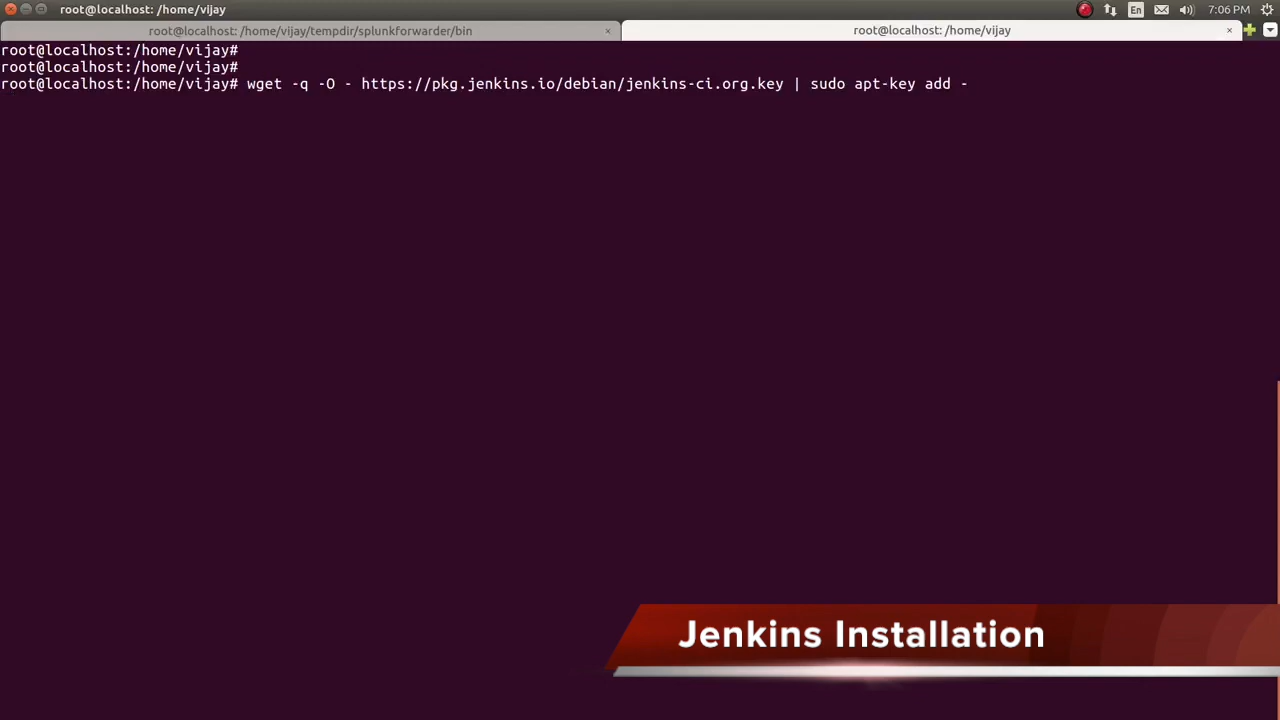 root@localhost: /home/vijay
En
7:06 PM
root@localhost: /home/vijay/tempdir/splunkforwarder/bin
×
root@localhost: /home/vijay
×
root@localhost:/home/vijay#
root@localhost:/home/vijay#
root@localhost:/home/vijay# wget -q -O - https://pkg.jenkins.io/debian/jenkins-ci.org.key | sudo apt-key add -
Jenkins Installation